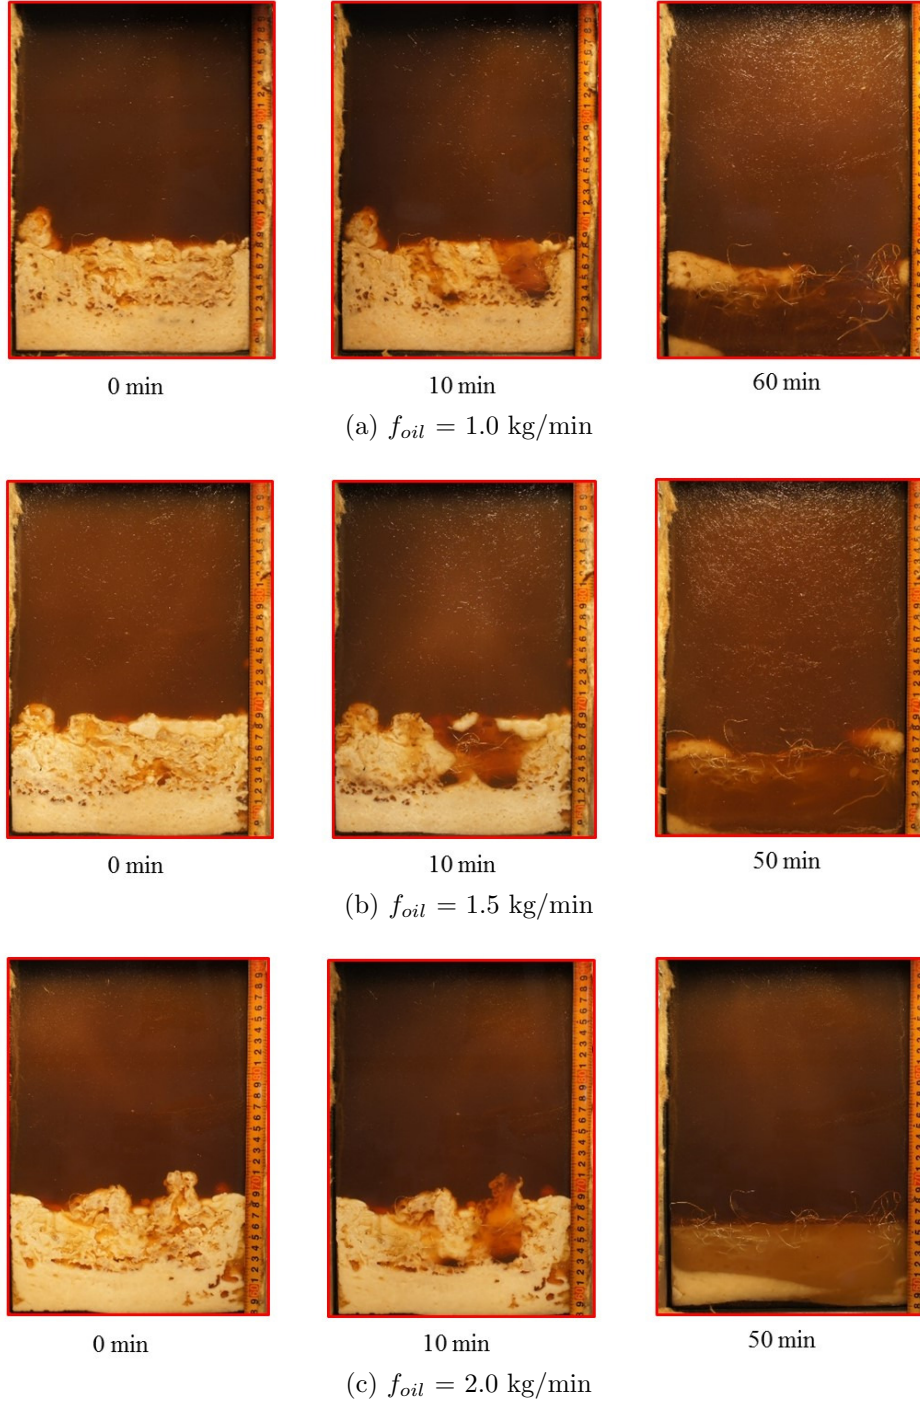 0 min 10 min 60 min
(a) f_oil = 1.0 kg/min
0 min 10 min 50 min
(b) f_oil = 1.5 kg/min
0 min 10 min 50 min
(c) f_oil = 2.0 kg/min